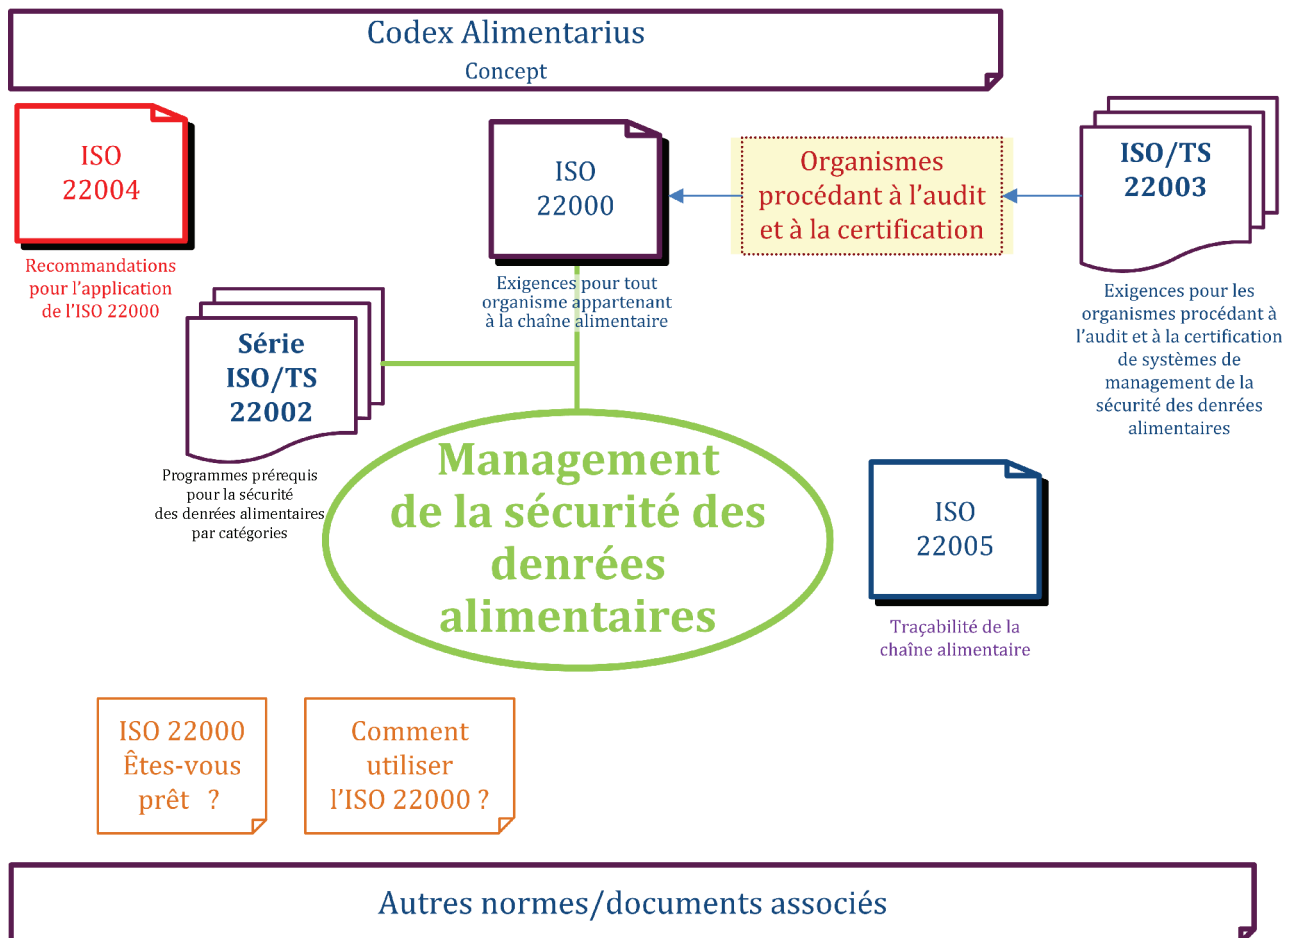 Codex Alimentarius
Concept
ISO
22004
Recommandations
pour l’application
de l’ISO 22000
ISO
22000
Exigences pour tout
organisme appartenant
à la chaîne alimentaire
Organismes
procédant à l’audit
et à la certification
ISO/TS
22003
Exigences pour les
organismes procédant à
l’audit et à la certification
de systèmes de
management de la
sécurité des denrées
alimentaires
Série
ISO/TS
22002
Programmes prérequis
pour la sécurité
des denrées alimentaires
par catégories
Management
de la sécurité des
denrées
alimentaires
ISO
22005
Traçabilité de la
chaîne alimentaire
ISO 22000
Êtes-vous
prêt ?
Comment
utiliser
l’ISO 22000 ?
Autres normes/documents associés